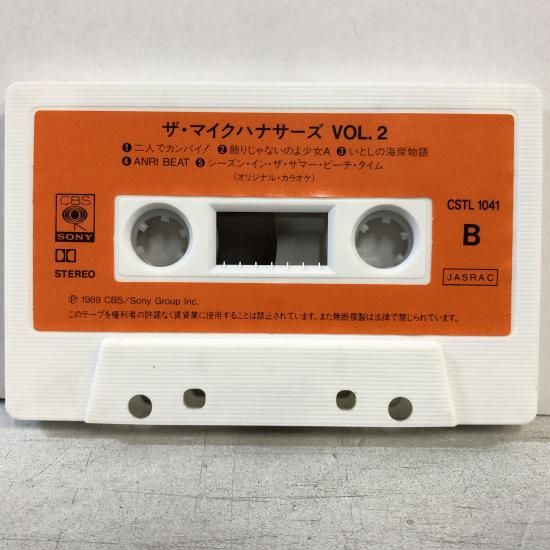 ザ・マイクハナサーズ VOL. 2
❶二人でカンパイ! ❷飾りじゃないのよ少女A ❸いとしの海岸物語
❹ANRI BEAT ❺シーズン・イン・ザ・サマー・ビーチ・タイム
(オリジナル・カラオケ)
CBS
SONY
STEREO
CSTL 1041
B
JASRAC
Ⓟ 1989 CBS/Sony Group Inc.
このテープを権利者の許諾なく賃貸業に使用することは禁止されています。また無断複製は法律で禁じられています。